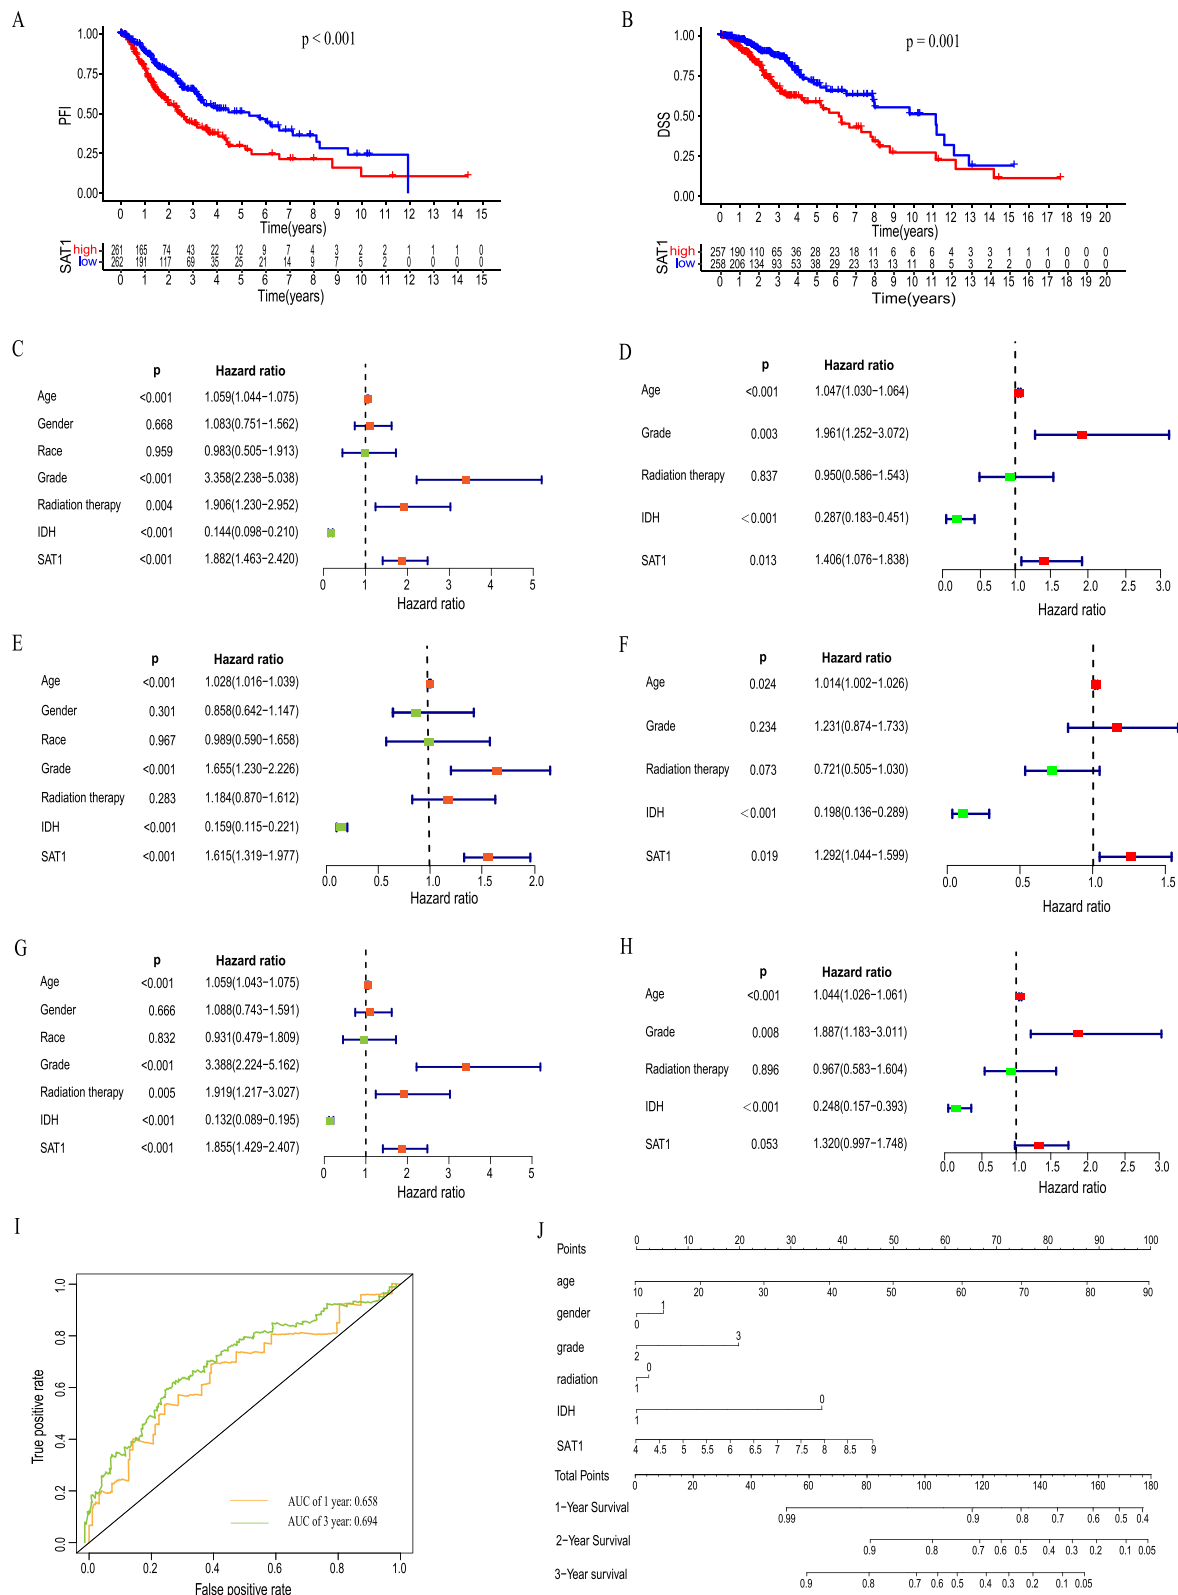 A
p < 0.001
PFI
1.00
0.75
0.50
0.25
0.00
0 1 2 3 4 5 6 7 8 9 10 11 12 13 14 15
Time(years)
SAT1
high 261 165 74 43 22 12 9 7 4 3 2 2 1 1 1 0
low 262 191 117 69 35 25 21 14 9 7 5 2 0 0 0 0
0 1 2 3 4 5 6 7 8 9 10 11 12 13 14 15
Time(years)
B
p = 0.001
DSS
1.00
0.75
0.50
0.25
0.00
0 1 2 3 4 5 6 7 8 9 10 11 12 13 14 15 16 17 18 19 20
Time(years)
SAT1
high 257 190 110 65 36 28 23 18 11 6 6 6 4 3 1 1 1 1 0 0 0
low 258 206 134 93 53 38 29 23 13 13 11 8 5 3 2 2 0 0 0 0 0
0 1 2 3 4 5 6 7 8 9 10 11 12 13 14 15 16 17 18 19 20
Time(years)
C
p Hazard ratio
Age <0.001 1.059(1.044−1.075)
Gender 0.668 1.083(0.751−1.562)
Race 0.959 0.983(0.505−1.913)
Grade <0.001 3.358(2.238−5.038)
Radiation therapy 0.004 1.906(1.230−2.952)
IDH <0.001 0.144(0.098−0.210)
SAT1 <0.001 1.882(1.463−2.420)
0 1 2 3 4 5
Hazard ratio
D
p Hazard ratio
Age <0.001 1.047(1.030−1.064)
Grade 0.003 1.961(1.252−3.072)
Radiation therapy 0.837 0.950(0.586−1.543)
IDH <0.001 0.287(0.183−0.451)
SAT1 0.013 1.406(1.076−1.838)
0.0 0.5 1.0 1.5 2.0 2.5 3.0
Hazard ratio
E
p Hazard ratio
Age <0.001 1.028(1.016−1.039)
Gender 0.301 0.858(0.642−1.147)
Race 0.967 0.989(0.590−1.658)
Grade <0.001 1.655(1.230−2.226)
Radiation therapy 0.283 1.184(0.870−1.612)
IDH <0.001 0.159(0.115−0.221)
SAT1 <0.001 1.615(1.319−1.977)
0.0 0.5 1.0 1.5 2.0
Hazard ratio
F
p Hazard ratio
Age 0.024 1.014(1.002−1.026)
Grade 0.234 1.231(0.874−1.733)
Radiation therapy 0.073 0.721(0.505−1.030)
IDH <0.001 0.198(0.136−0.289)
SAT1 0.019 1.292(1.044−1.599)
0.0 0.5 1.0 1.5
Hazard ratio
G
p Hazard ratio
Age <0.001 1.059(1.043−1.075)
Gender 0.666 1.088(0.743−1.591)
Race 0.832 0.931(0.479−1.809)
Grade <0.001 3.388(2.224−5.162)
Radiation therapy 0.005 1.919(1.217−3.027)
IDH <0.001 0.132(0.089−0.195)
SAT1 <0.001 1.855(1.429−2.407)
0 1 2 3 4 5
Hazard ratio
H
p Hazard ratio
Age <0.001 1.044(1.026−1.061)
Grade 0.008 1.887(1.183−3.011)
Radiation therapy 0.896 0.967(0.583−1.604)
IDH <0.001 0.248(0.157−0.393)
SAT1 0.053 1.320(0.997−1.748)
0.0 0.5 1.0 1.5 2.0 2.5 3.0
Hazard ratio
I
True positive rate
1.0
0.8
0.6
0.4
0.2
0.0
AUC of 1 year: 0.658
AUC of 3 year: 0.694
0.0 0.2 0.4 0.6 0.8 1.0
False positive rate
J
Points 0 10 20 30 40 50 60 70 80 90 100
age 10 20 30 40 50 60 70 80 90
gender 0 1
grade 2 3
radiation 1 0
IDH 1 0
SAT1 4 4.5 5 5.5 6 6.5 7 7.5 8 8.5 9
Total Points 0 20 40 60 80 100 120 140 160 180
1−Year Survival 0.99 0.9 0.8 0.7 0.6 0.5 0.4
2−Year Survival 0.9 0.8 0.7 0.6 0.5 0.4 0.3 0.2 0.1 0.05
3−Year survival 0.9 0.8 0.7 0.6 0.5 0.4 0.3 0.2 0.1 0.05